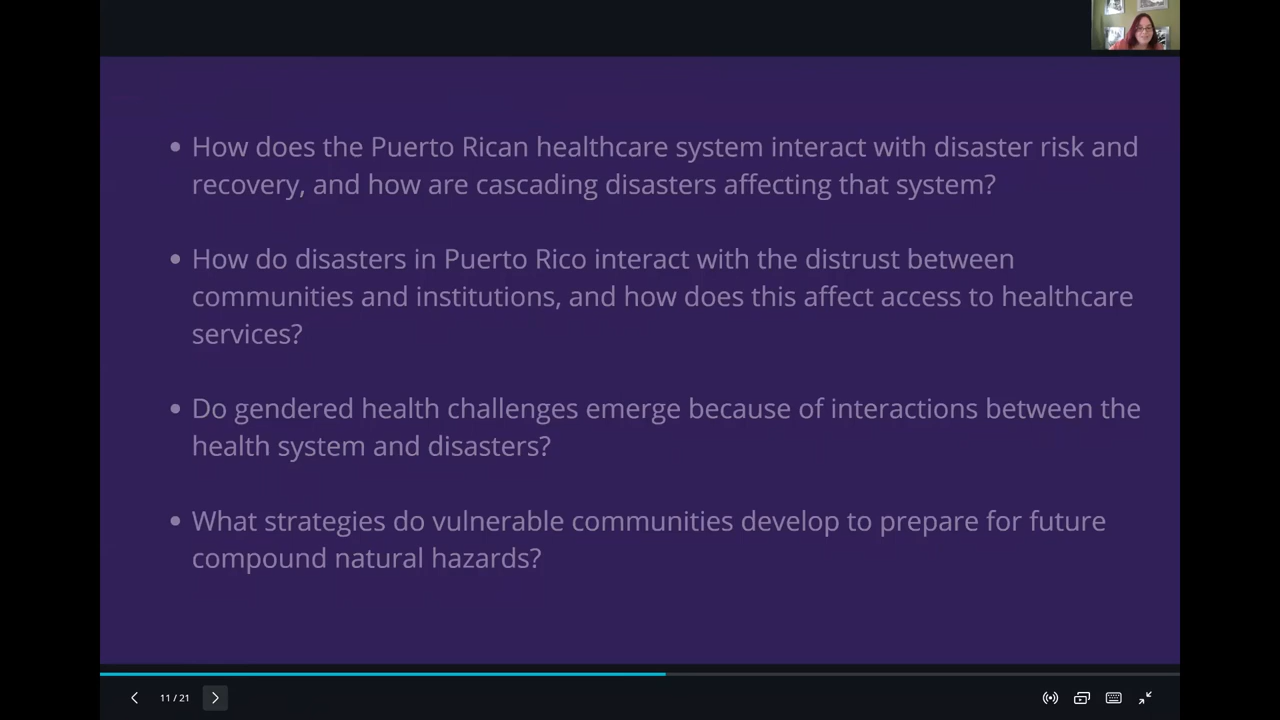 • How does the Puerto Rican healthcare system interact with disaster risk and
recovery, and how are cascading disasters affecting that system?
• How do disasters in Puerto Rico interact with the distrust between
communities and institutions, and how does this affect access to healthcare
services?
• Do gendered health challenges emerge because of interactions between the
health system and disasters?
• What strategies do vulnerable communities develop to prepare for future
compound natural hazards?
11 / 21